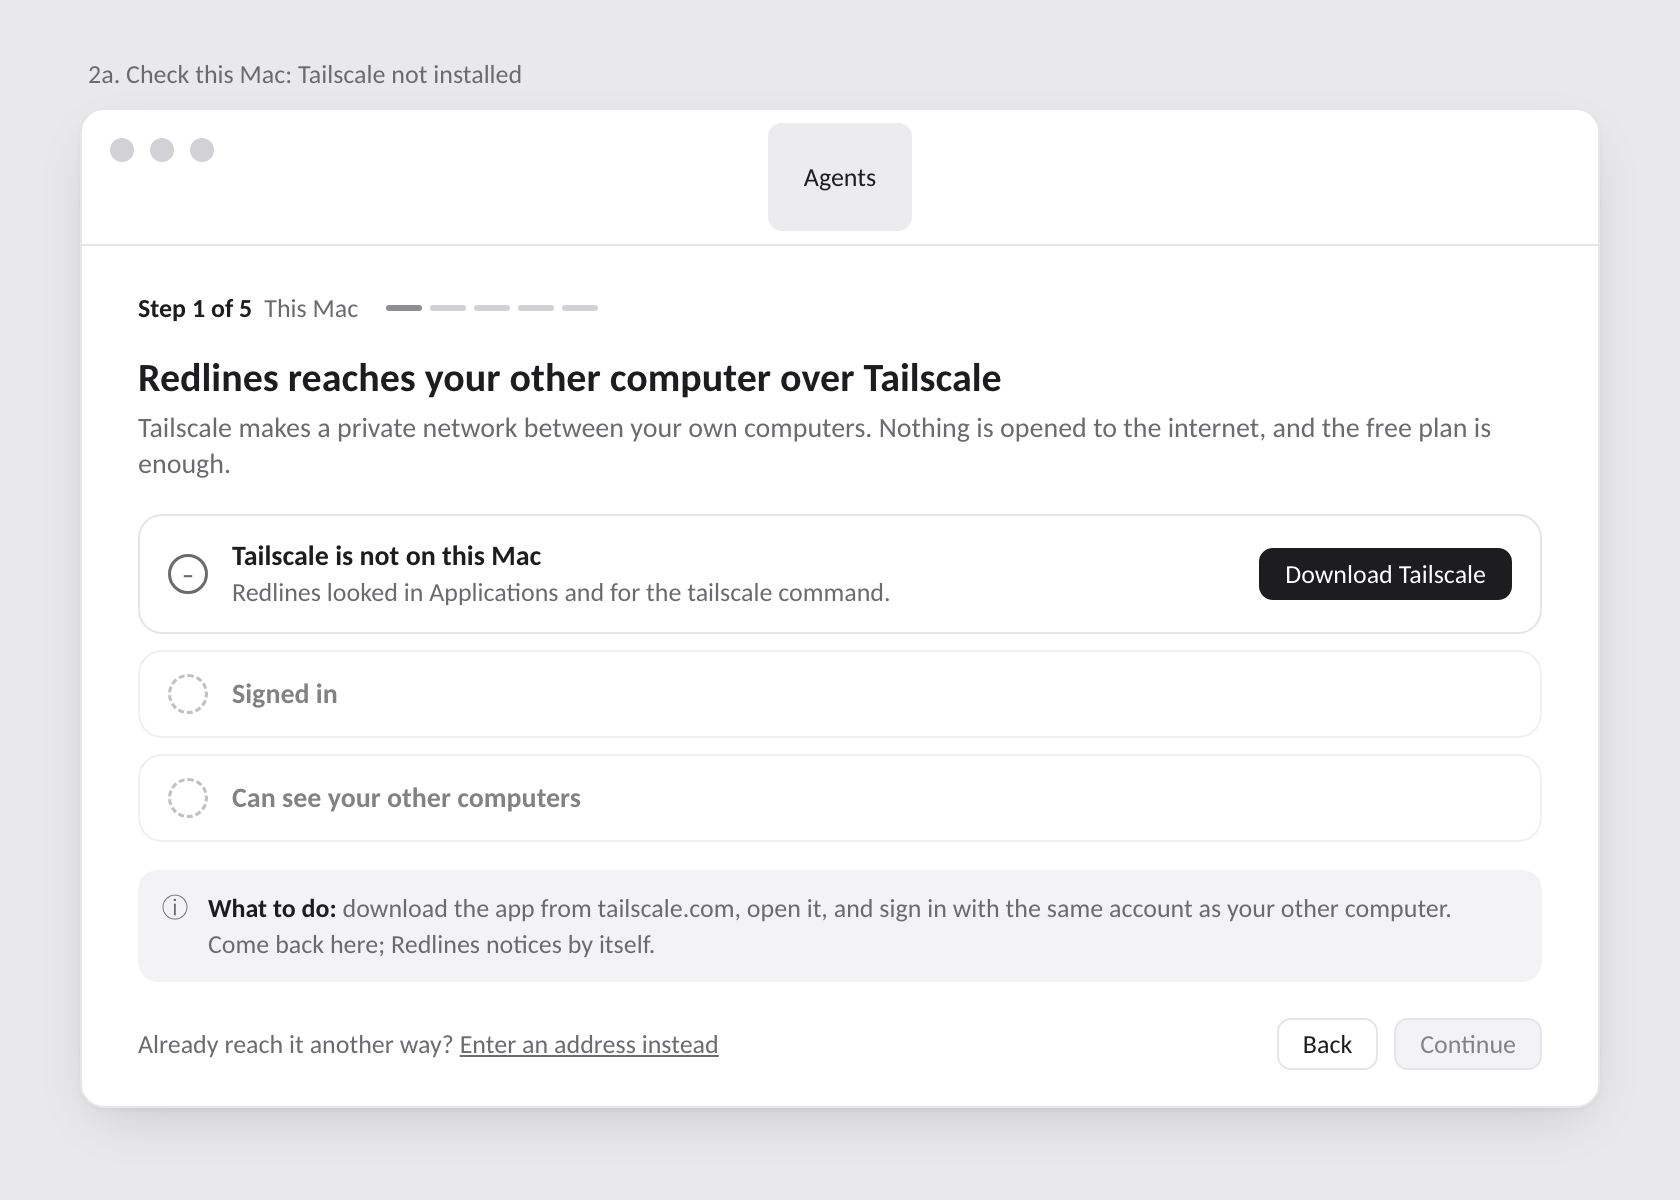 2a. Check this Mac: Tailscale not installed
Agents
Step 1 of 5 This Mac
Redlines reaches your other computer over Tailscale
Tailscale makes a private network between your own computers. Nothing is opened to the internet, and the free plan is
enough.
Tailscale is not on this Mac
Redlines looked in Applications and for the tailscale command.
Download Tailscale
Signed in
Can see your other computers
What to do: download the app from tailscale.com, open it, and sign in with the same account as your other computer.
Come back here; Redlines notices by itself.
Already reach it another way? Enter an address instead
Back
Continue